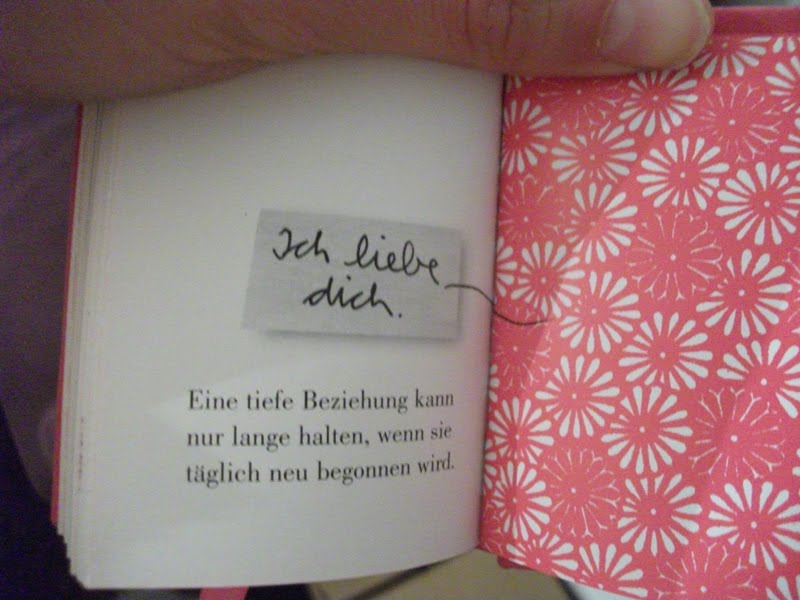 Ich liebe
dich.
Eine tiefe Beziehung kann
nur lange halten, wenn sie
täglich neu begonnen wird.